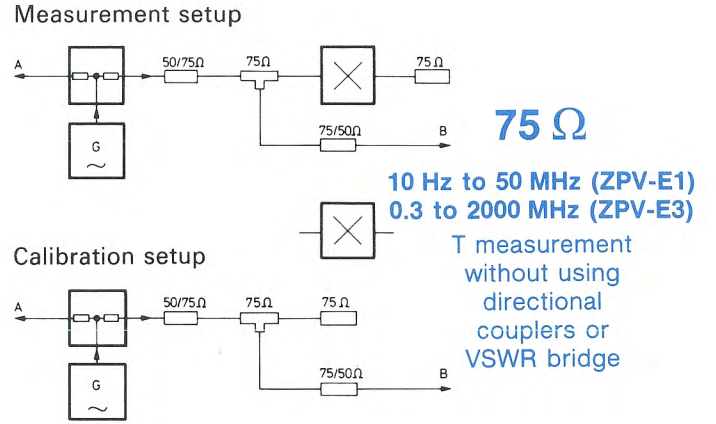 Measurement setup
A
50/75Ω
75Ω
75Ω
G
~
75/50Ω
B
75 Ω
10 Hz to 50 MHz (ZPV-E1)
0.3 to 2000 MHz (ZPV-E3)
T measurement
without using
directional
couplers or
VSWR bridge
Calibration setup
A
50/75Ω
75Ω
75Ω
G
~
75/50Ω
B